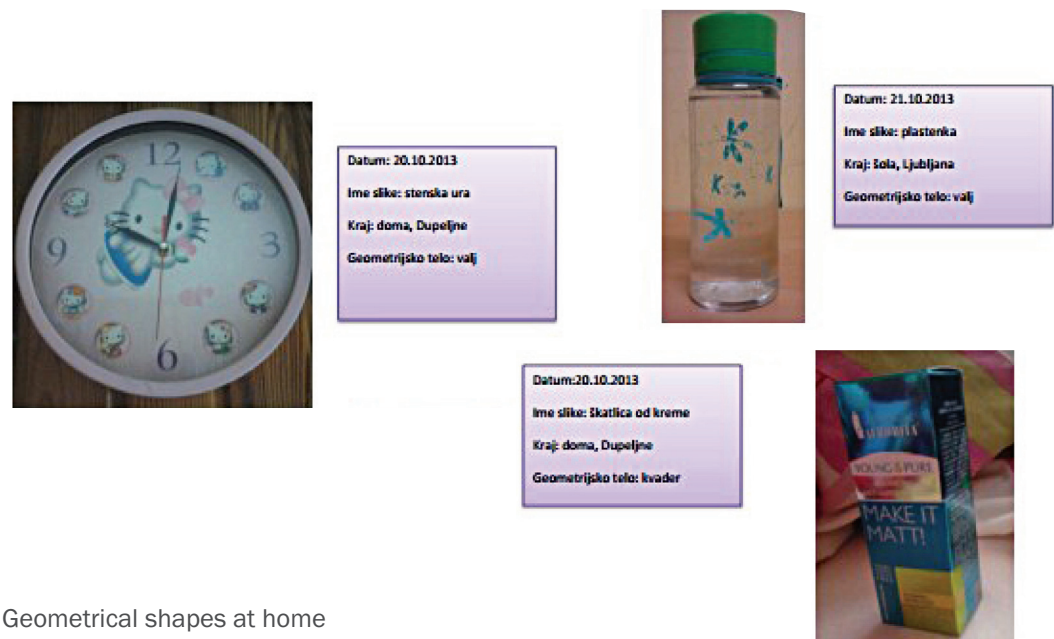 12
9
3
6
Datum: 20.10.2013
Ime slike: stenska ura
Kraj: doma, Dupeljne
Geometrijsko telo: valj
Datum: 21.10.2013
Ime slike: plastenka
Kraj: šola, Ljubljana
Geometrijsko telo: valj
Datum:20.10.2013
Ime slike: škatlica od kreme
Kraj: doma, Dupeljne
Geometrijsko telo: kvader
YOUNG & PURE
MAKE IT
MATT!
Geometrical shapes at home